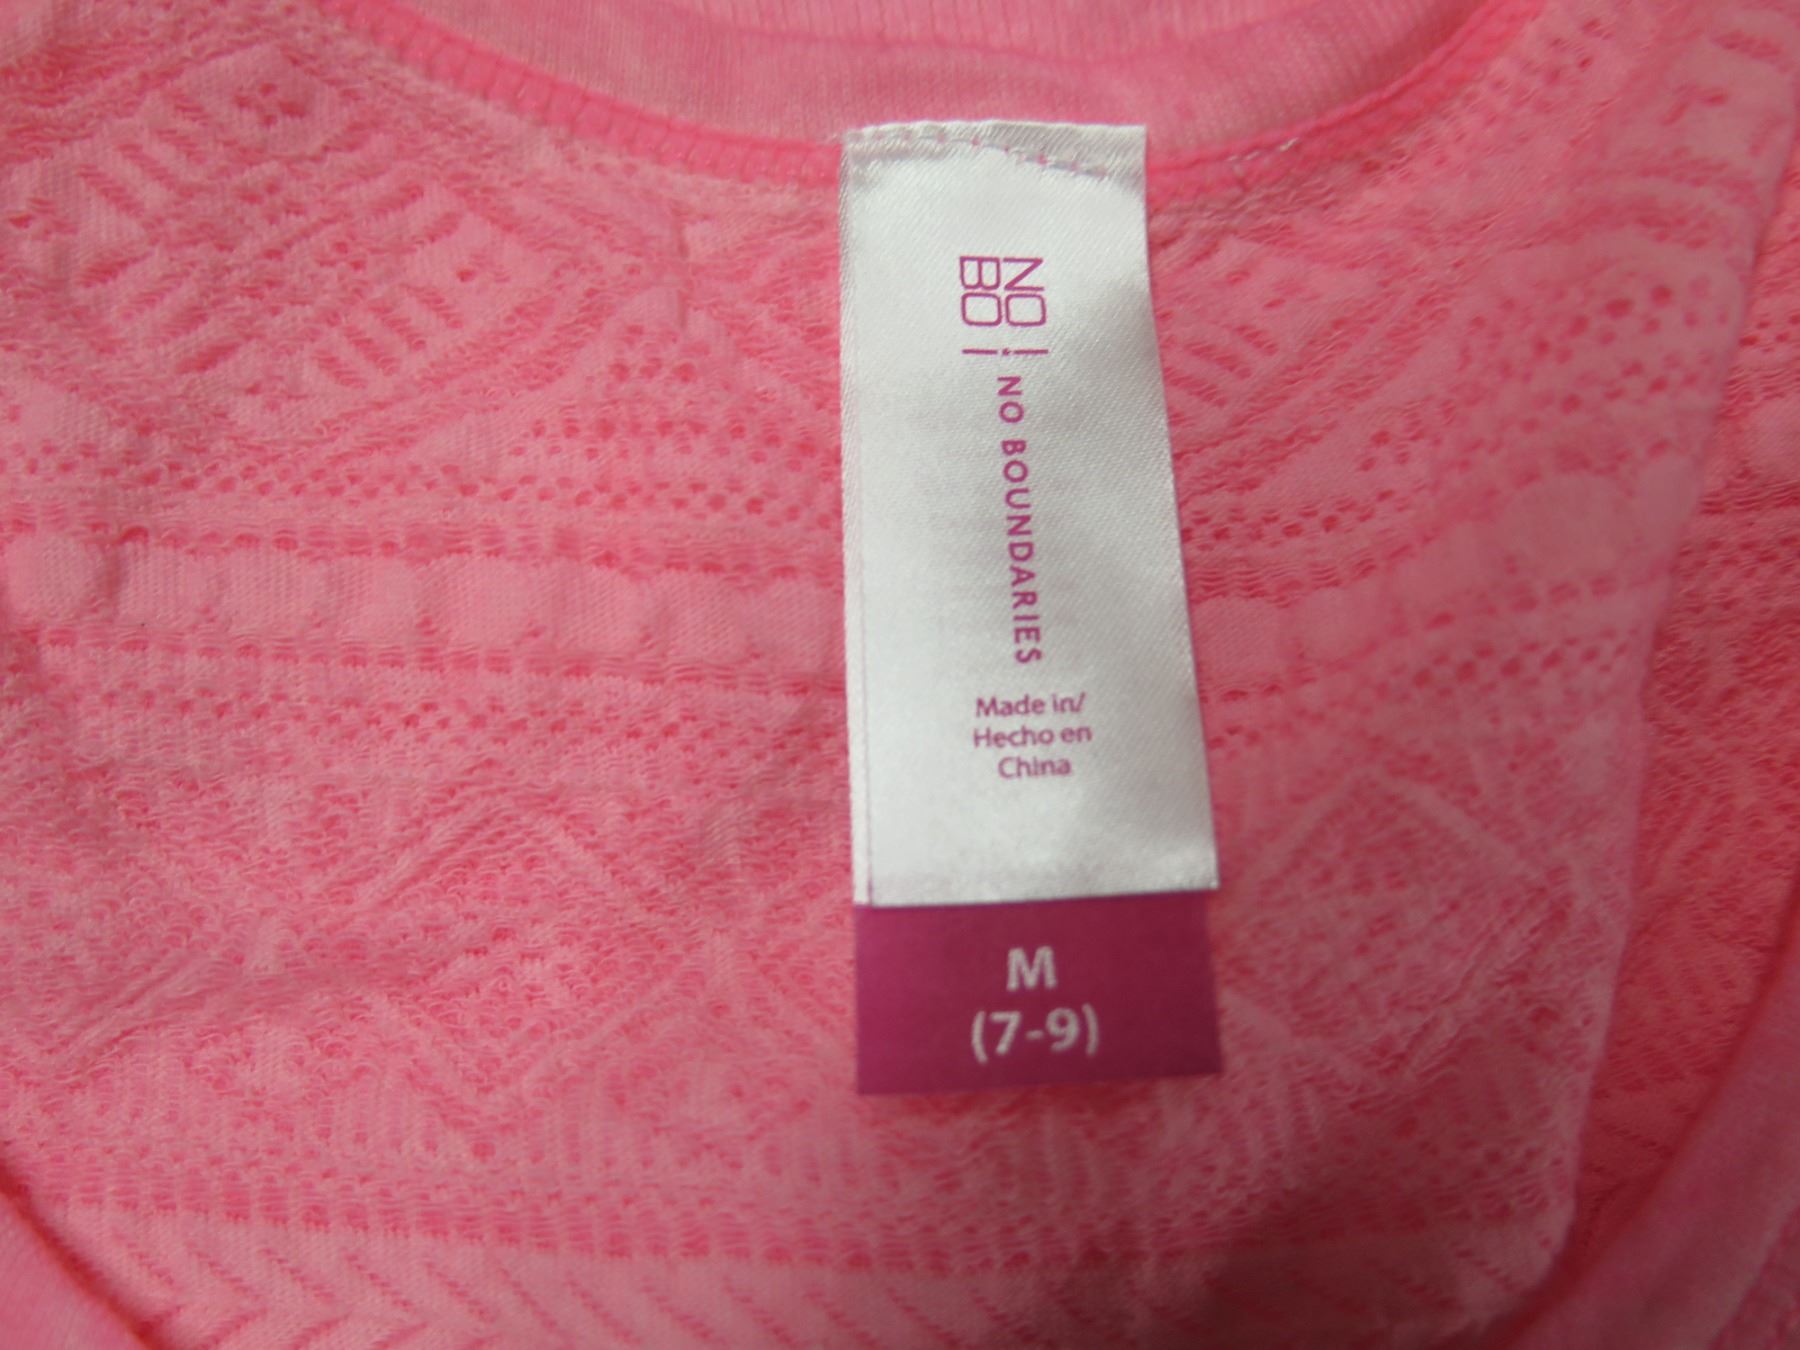 NO
BO
NO BOUNDARIES
Made in/
Hecho en
China
M
(7-9)